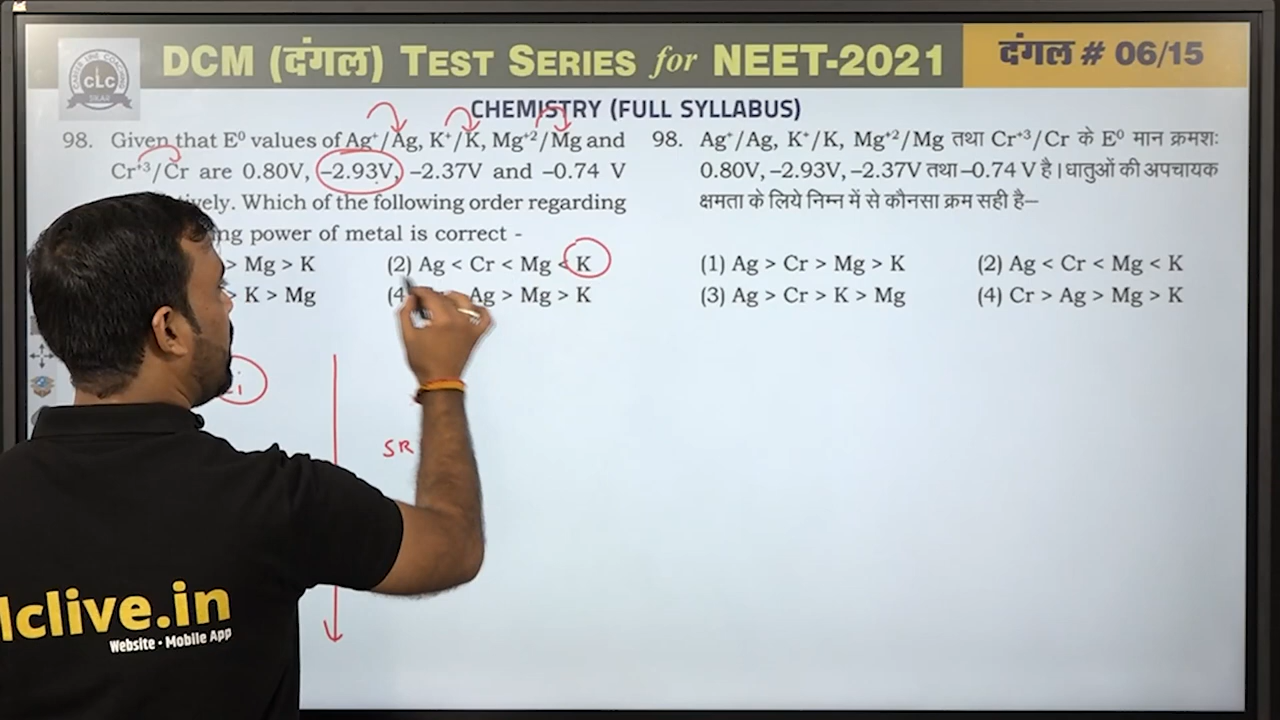 DCM (दंगल) TEST SERIES for NEET-2021
दंगल # 06/15
CLC
SIKAR
CHEMISTRY (FULL SYLLABUS)
98. Given that E⁰ values of Ag⁺/Ag, K⁺/K, Mg⁺²/Mg and
Cr⁺³/Cr are 0.80V, –2.93V, –2.37V and –0.74 V
Which of the following order regarding
power of metal is correct -
> Mg > K
(2) Ag < Cr < Mg < K
> K > Mg
Ag > Mg > K
98. Ag⁺/Ag, K⁺/K, Mg⁺²/Mg तथा Cr⁺³/Cr के E⁰ मान क्रमशः
0.80V, –2.93V, –2.37V तथा –0.74 V है। धातुओं की अपचायक
क्षमता के लिये निम्न में से कौनसा क्रम सही है–
(1) Ag > Cr > Mg > K
(2) Ag < Cr < Mg < K
(3) Ag > Cr > K > Mg
(4) Cr > Ag > Mg > K
SR
lclive.in
Website - Mobile App